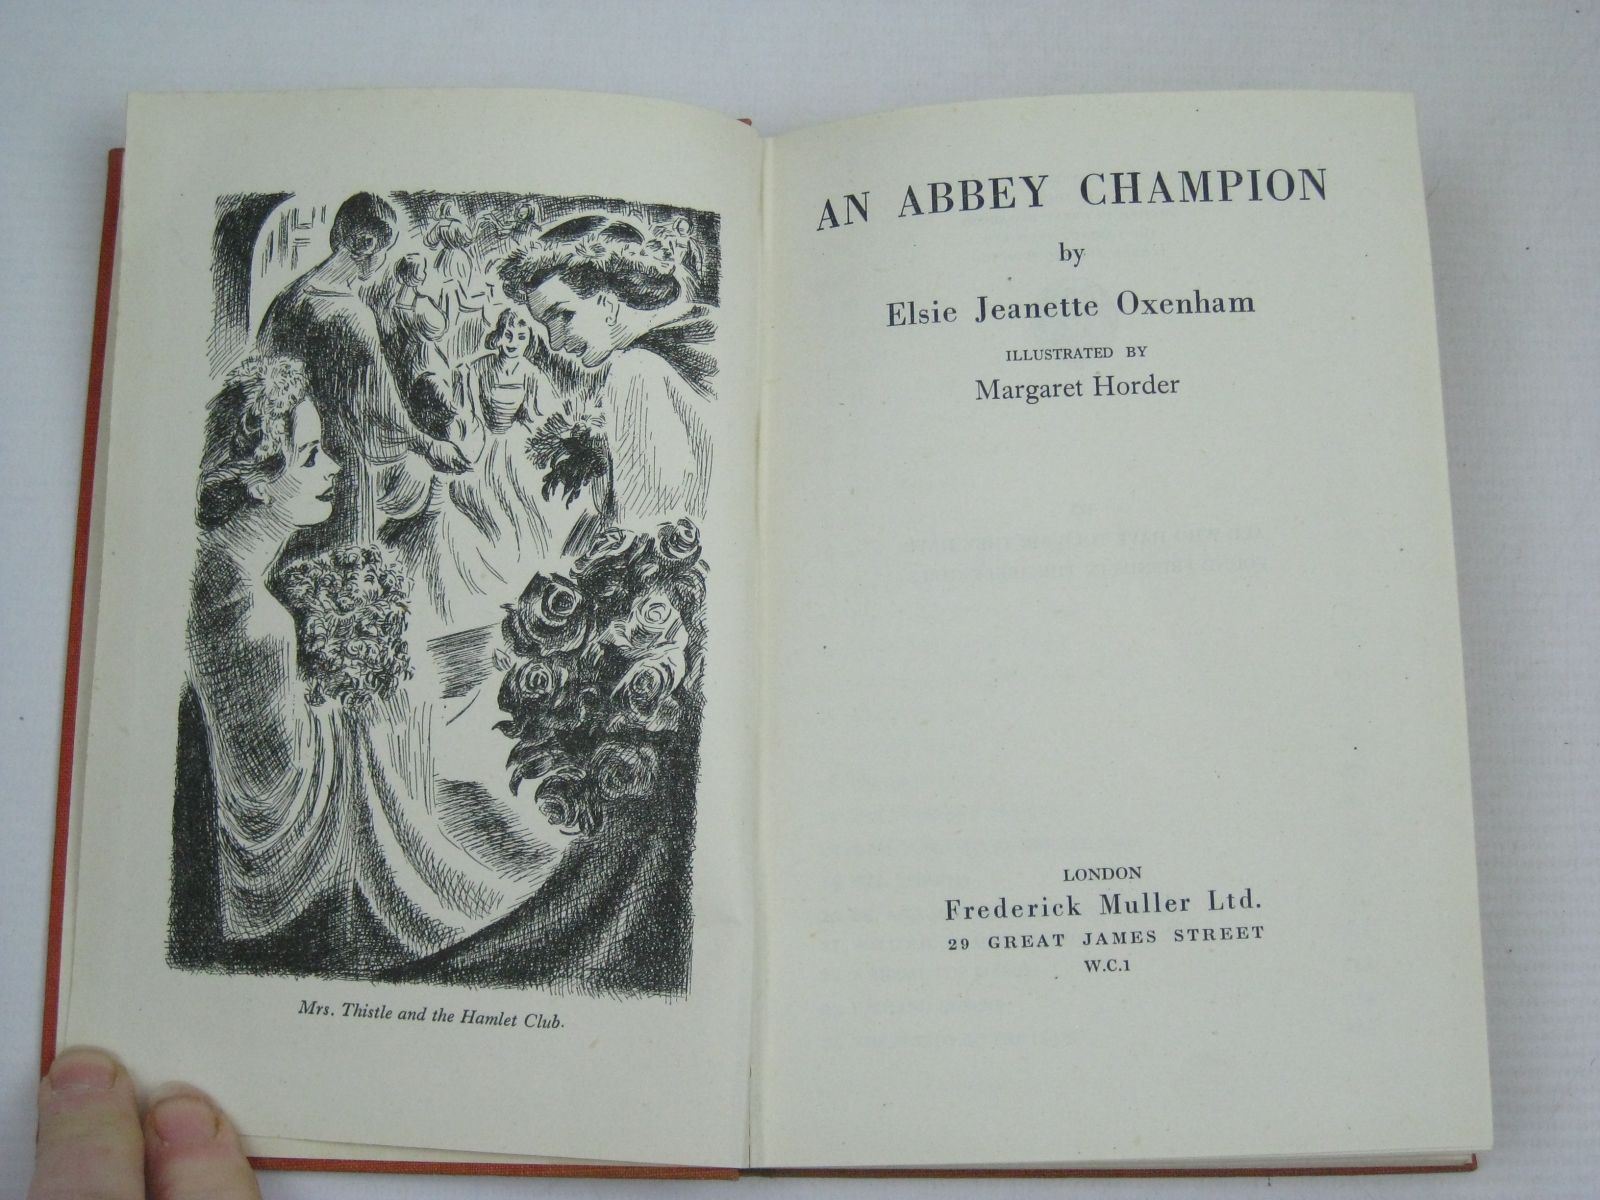 Mrs. Thistle and the Hamlet Club.
AN ABBEY CHAMPION
by
Elsie Jeanette Oxenham
ILLUSTRATED BY
Margaret Horder
LONDON
Frederick Muller Ltd.
29 GREAT JAMES STREET
W.C.1